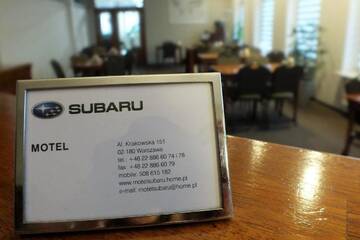 SUBARU
MOTEL
Al. Krakowska 151
02-180 Warszawa
tel.: +48 22 886 60 74 i 78
fax: +48 22 886 60 79
mobile: 508 615 182
www.motelsubaru.home.pl
e-mail: motelsubaru@home.pl